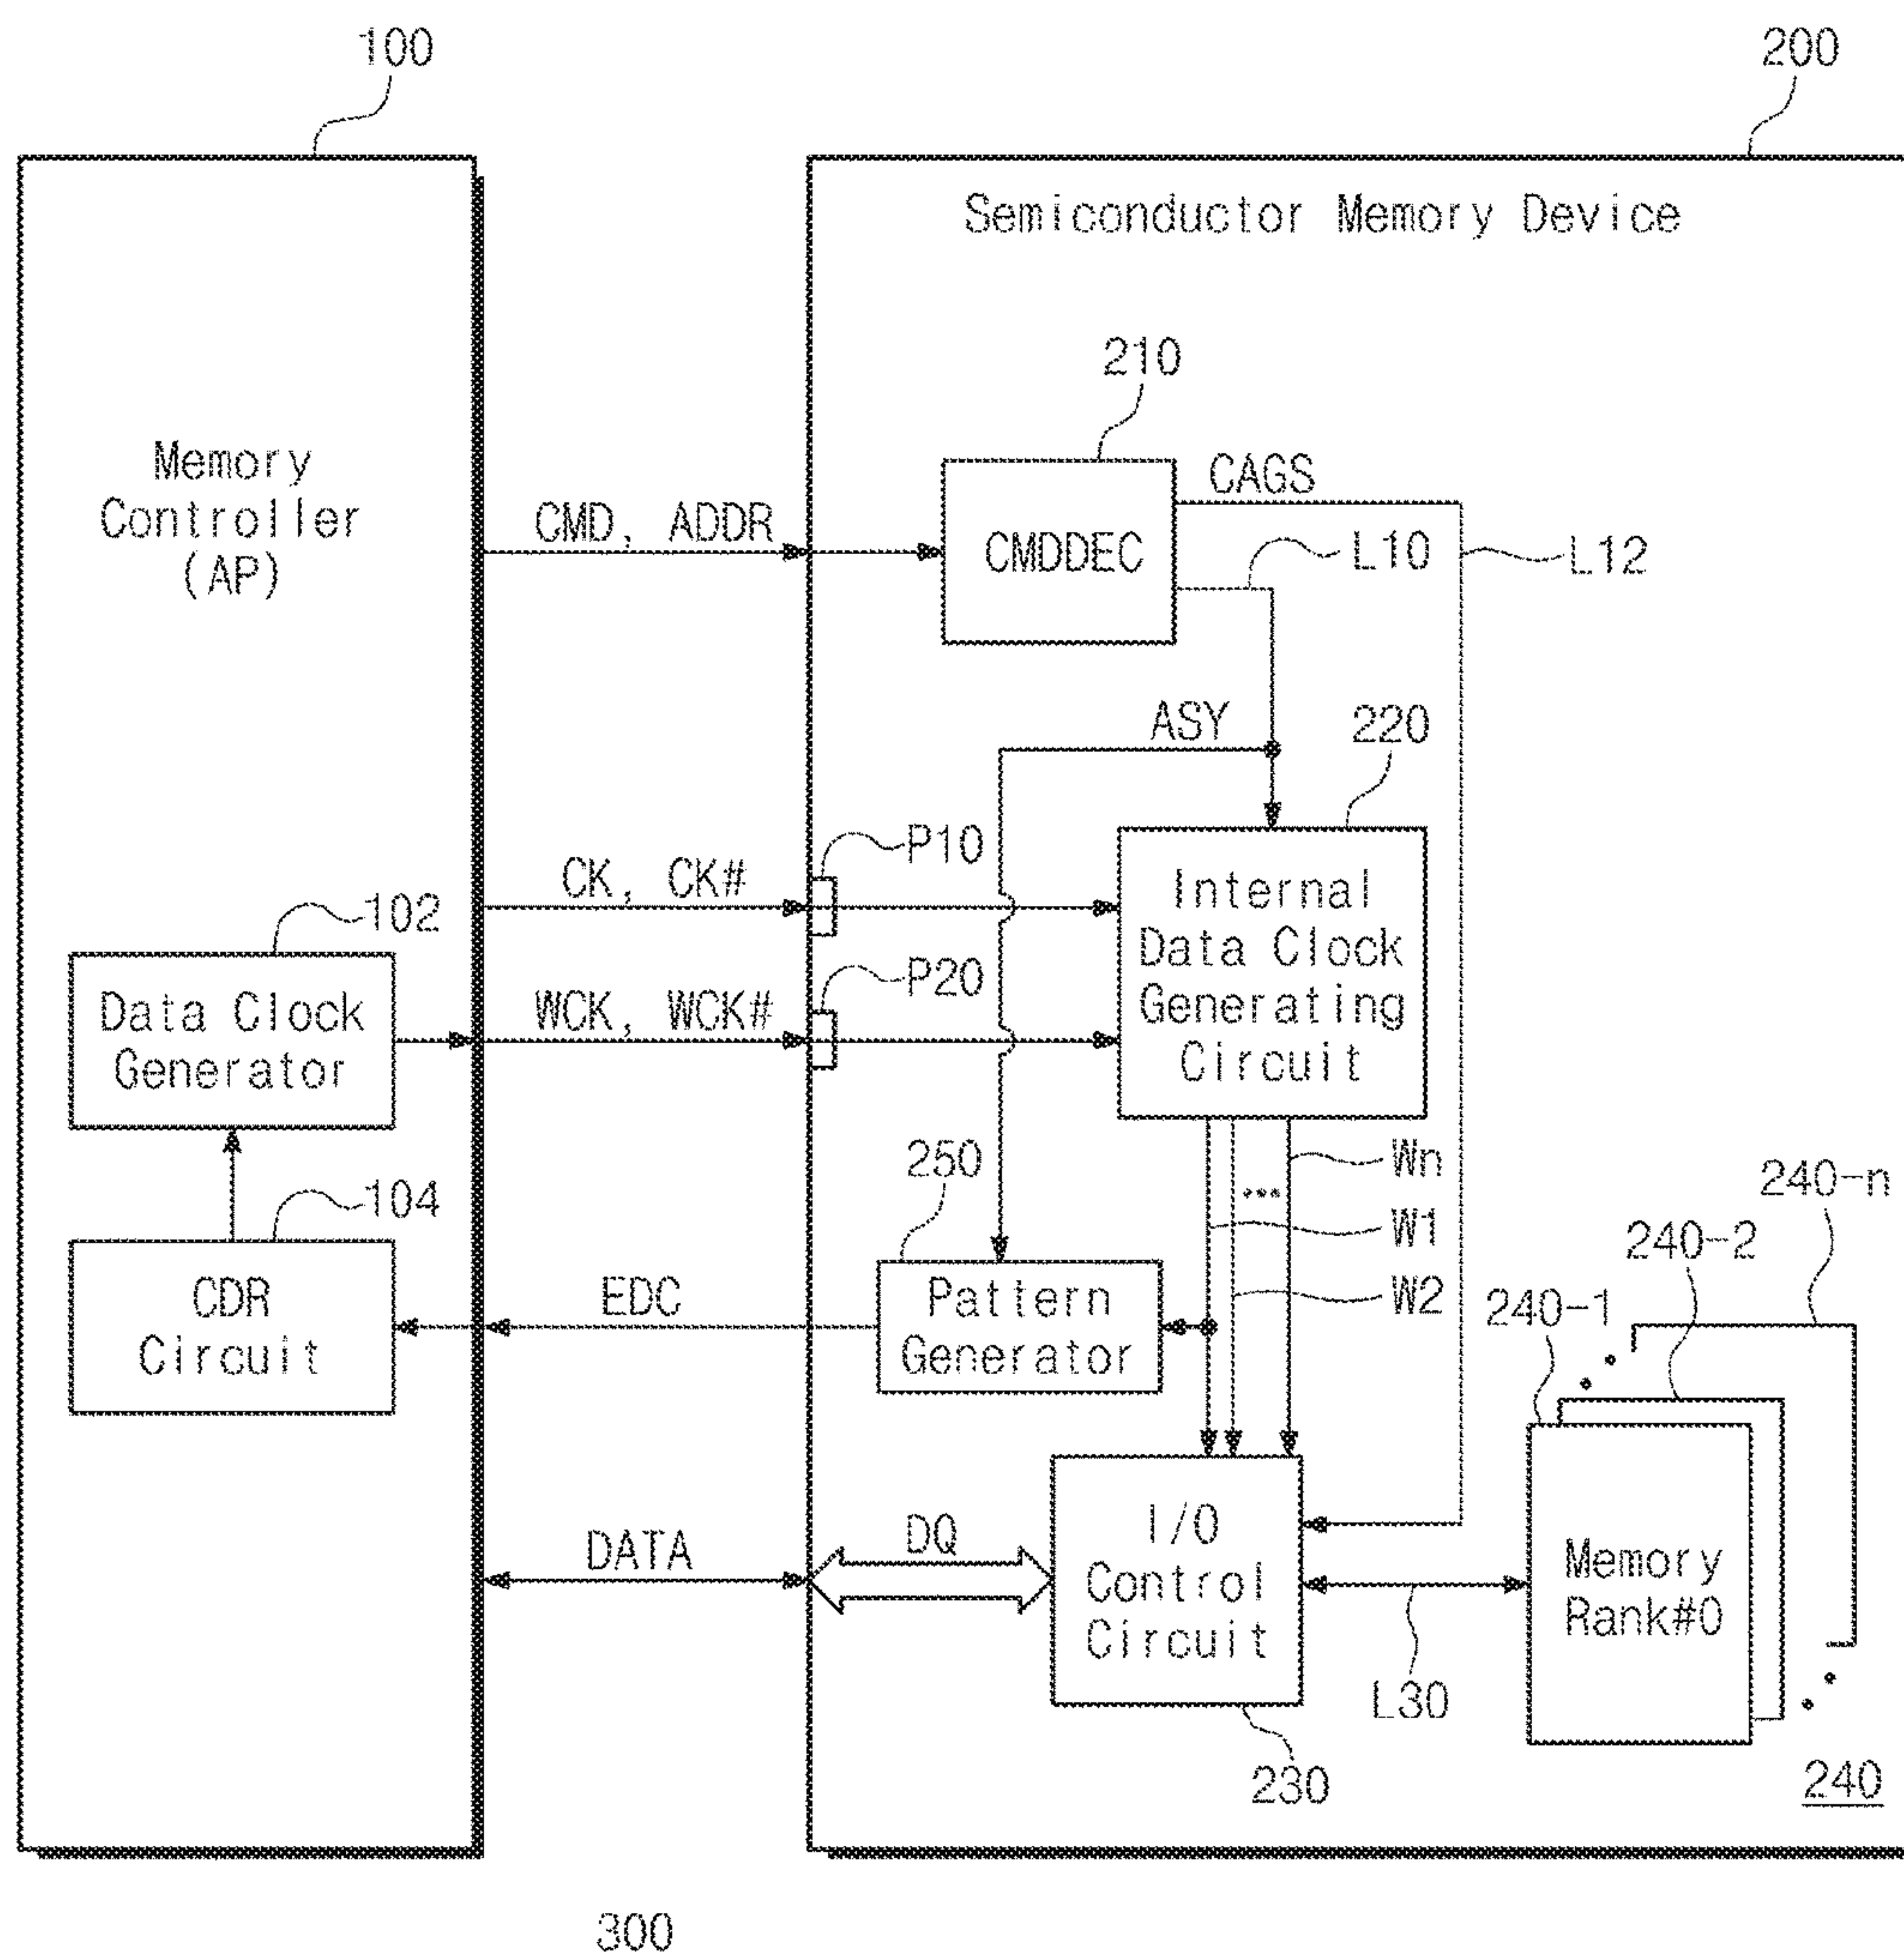 100
200
Semiconductor Memory Device
210
Memory
Controller
(AP)
CMD, ADDR
CMDDEC
CAGS
L10
L12
ASY
220
P10
CK, CK#
102
Internal
Data Clock
Generating
Circuit
P20
Data Clock
Generator
WCK, WCK#
250
Wn
...
240-n
104
W1
240-2
CDR
Circuit
EDC
Pattern
Generator
W2
240-1
DATA
DQ
I/O
Control
Circuit
Memory
Rank#0
L30
230
240
300